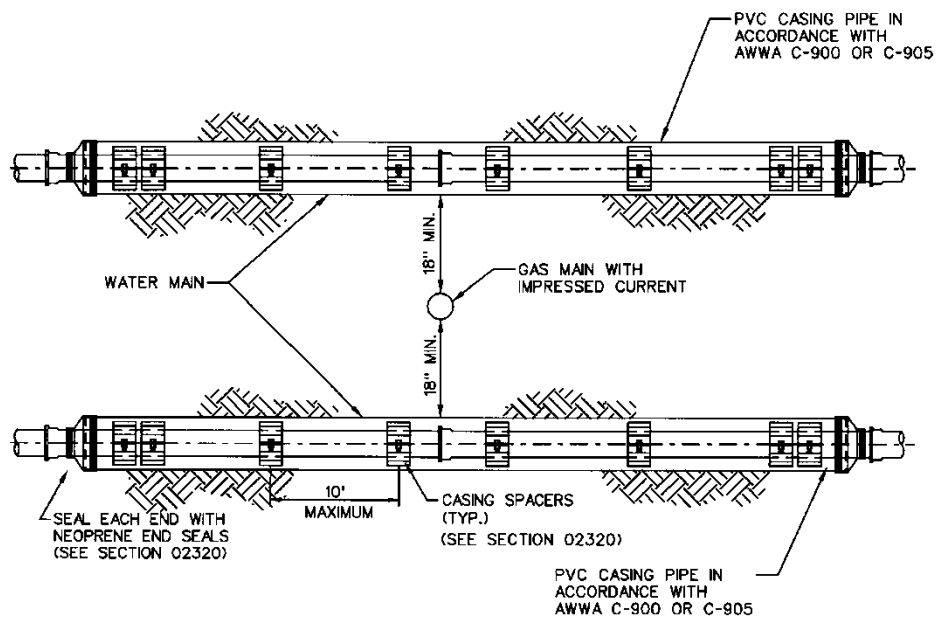 PVC CASING PIPE IN
ACCORDANCE WITH
AWWA C-900 OR C-905
18" MIN.
WATER MAIN
GAS MAIN WITH
IMPRESSED CURRENT
18" MIN.
10'
MAXIMUM
CASING SPACERS
(TYP.)
(SEE SECTION 02320)
SEAL EACH END WITH
NEOPRENE END SEALS
(SEE SECTION 02320)
PVC CASING PIPE IN
ACCORDANCE WITH
AWWA C-900 OR C-905